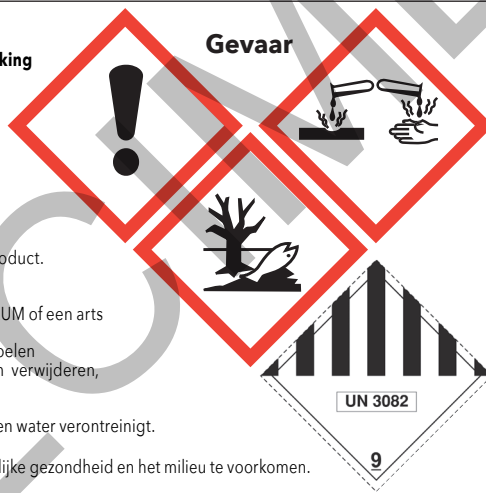 Gevaar
king
oduct.
UM of een arts
oelen
n verwijderen,
en water verontreinigt.
lijke gezondheid en het milieu te voorkomen.
UN 3082
9